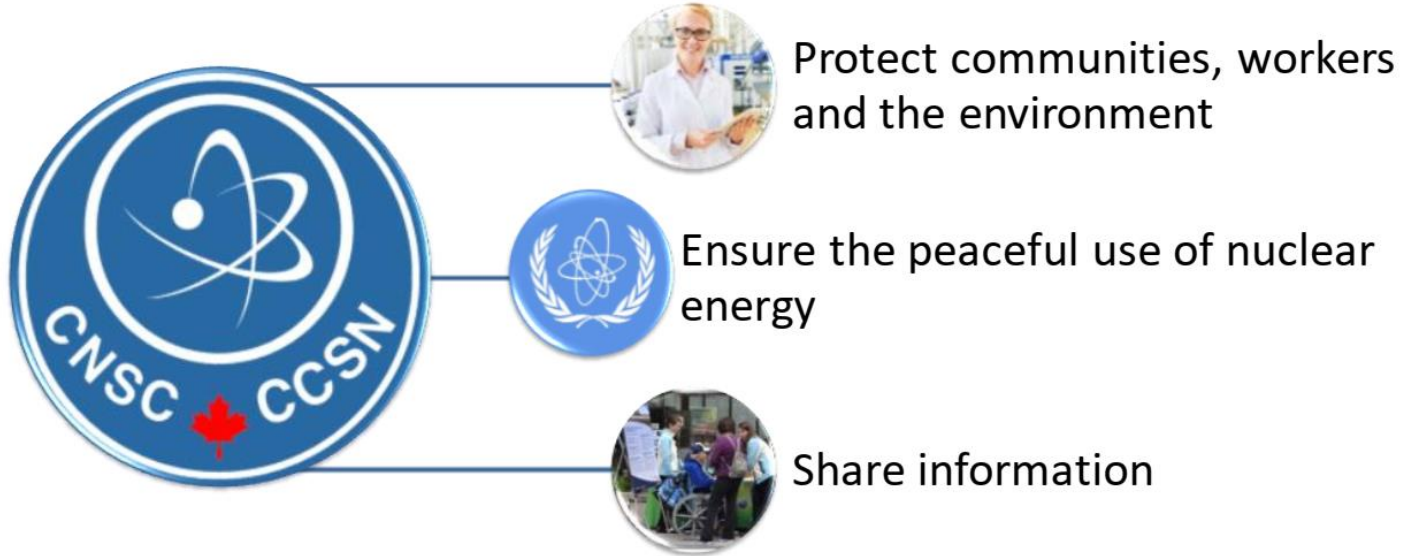 Protect communities, workers
and the environment
Ensure the peaceful use of nuclear
energy
CNSC CCSN
Share information